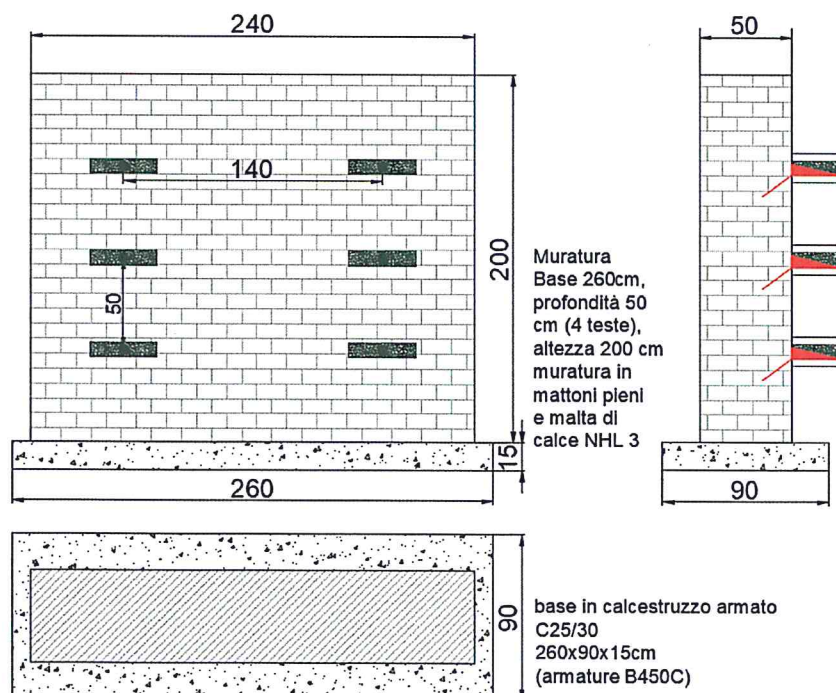 240
50
140
50
200
Muratura
Base 260cm,
profondità 50
cm (4 teste),
altezza 200 cm
muratura in
mattoni pieni
e malta di
calce NHL 3
15
260
90
90
base in calcestruzzo armato
C25/30
260x90x15cm
(armature B450C)